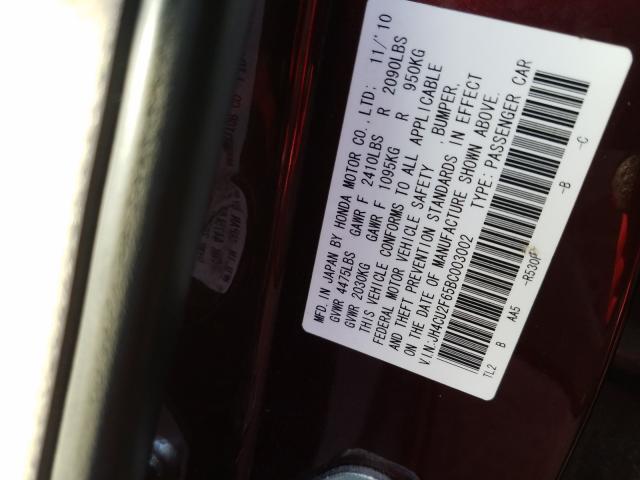 MFD. IN JAPAN BY HONDA MOTOR CO., LTD; 11/'10
GVWR 4475LBS GAWR F 2410LBS R 2090LBS
GVWR 2030KG GAWR F 1095KG R 950KG
THIS VEHICLE CONFORMS TO ALL APPLICABLE
FEDERAL MOTOR VEHICLE SAFETY , BUMPER,
AND THEFT PREVENTION STANDARDS IN EFFECT
ON THE DATE OF MANUFACTURE SHOWN ABOVE.
V.I.N:JH4CU2F65BC003002 TYPE: PASSENGER CAR
TL2 B AA5 -R530P -B -C